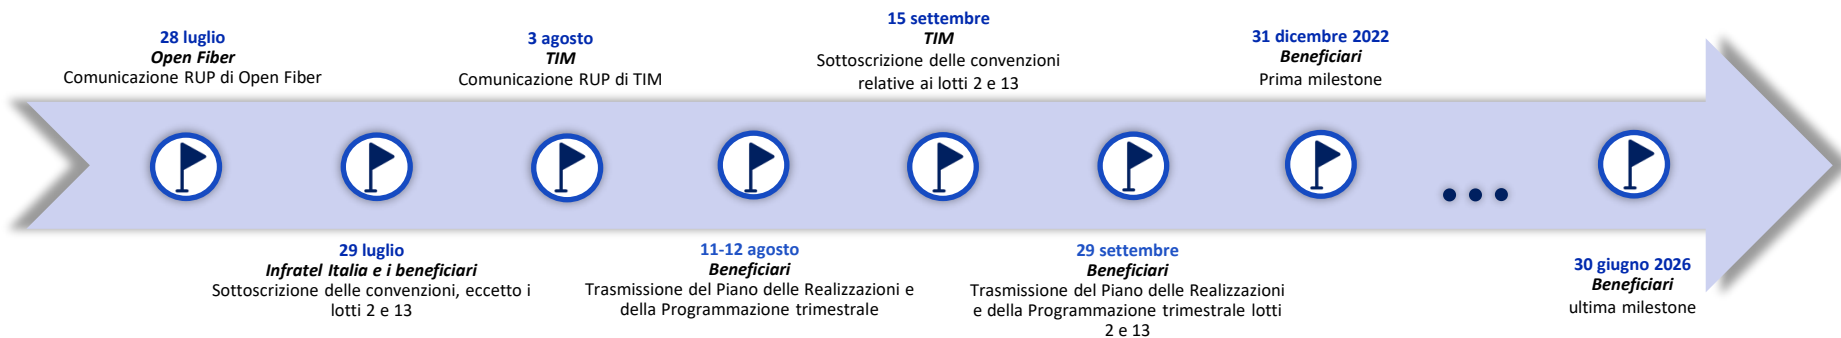 28 luglio
Open Fiber
Comunicazione RUP di Open Fiber
29 luglio
Infratel Italia e i beneficiari
Sottoscrizione delle convenzioni, eccetto i
lotti 2 e 13
3 agosto
TIM
Comunicazione RUP di TIM
11-12 agosto
Beneficiari
Trasmissione del Piano delle Realizzazioni e
della Programmazione trimestrale
15 settembre
TIM
Sottoscrizione delle convenzioni
relative ai lotti 2 e 13
29 settembre
Beneficiari
Trasmissione del Piano delle Realizzazioni
e della Programmazione trimestrale lotti
2 e 13
31 dicembre 2022
Beneficiari
Prima milestone
30 giugno 2026
Beneficiari
ultima milestone